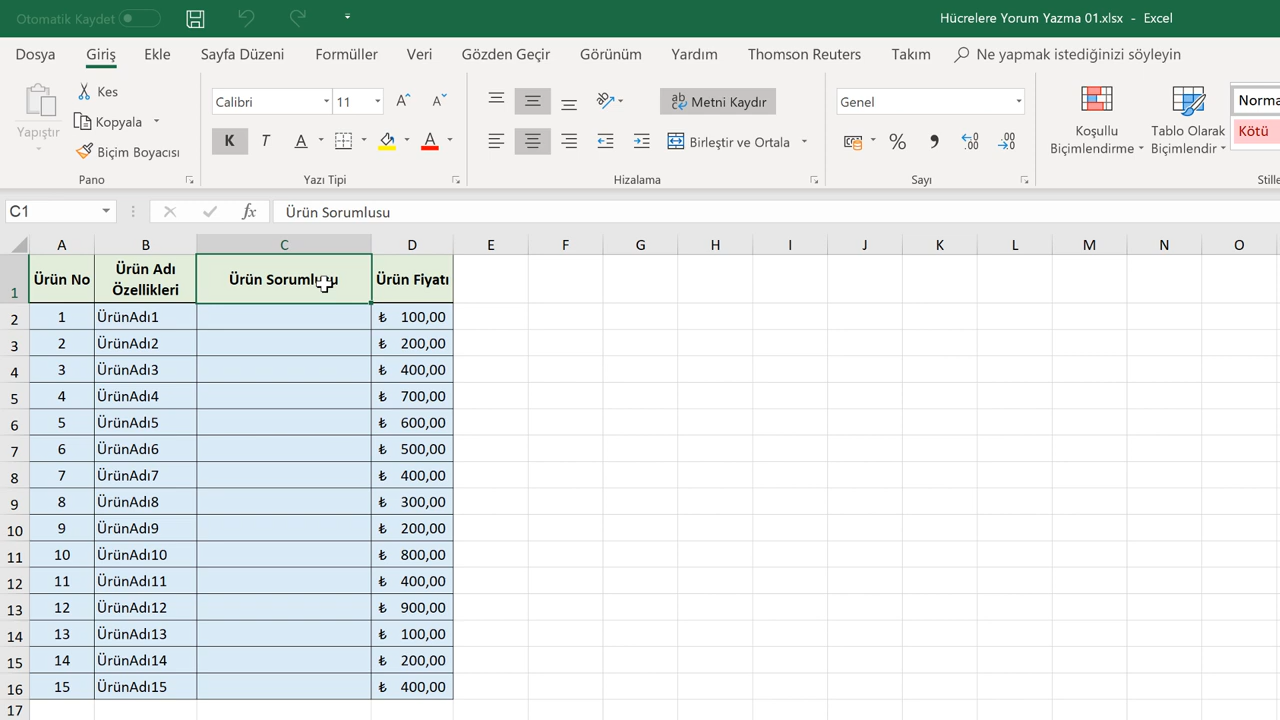 Otomatik Kaydet
Hücrelere Yorum Yazma 01.xlsx - Excel
Dosya Giriş Ekle Sayfa Düzeni Formüller Veri Gözden Geçir Görünüm Yardım Thomson Reuters Takım Ne yapmak istediğinizi söyleyin
Yapıştır
Kes
Kopyala
Biçim Boyacısı
Pano
Calibri 11
K T A A
Yazı Tipi
Metni Kaydır
Birleştir ve Ortala
Hizalama
Genel
Sayı
Koşullu
Biçimlendirme
Tablo Olarak
Biçimlendir
Norma
Kötü
Stille
C1 fx Ürün Sorumlusu
A B C D E F G H I J K L M N O
1 Ürün No Ürün Adı Özellikleri Ürün Sorumlusu Ürün Fiyatı
2 1 ÜrünAdı1 ₺ 100,00
3 2 ÜrünAdı2 ₺ 200,00
4 3 ÜrünAdı3 ₺ 400,00
5 4 ÜrünAdı4 ₺ 700,00
6 5 ÜrünAdı5 ₺ 600,00
7 6 ÜrünAdı6 ₺ 500,00
8 7 ÜrünAdı7 ₺ 400,00
9 8 ÜrünAdı8 ₺ 300,00
10 9 ÜrünAdı9 ₺ 200,00
11 10 ÜrünAdı10 ₺ 800,00
12 11 ÜrünAdı11 ₺ 400,00
13 12 ÜrünAdı12 ₺ 900,00
14 13 ÜrünAdı13 ₺ 100,00
15 14 ÜrünAdı14 ₺ 200,00
16 15 ÜrünAdı15 ₺ 400,00
17